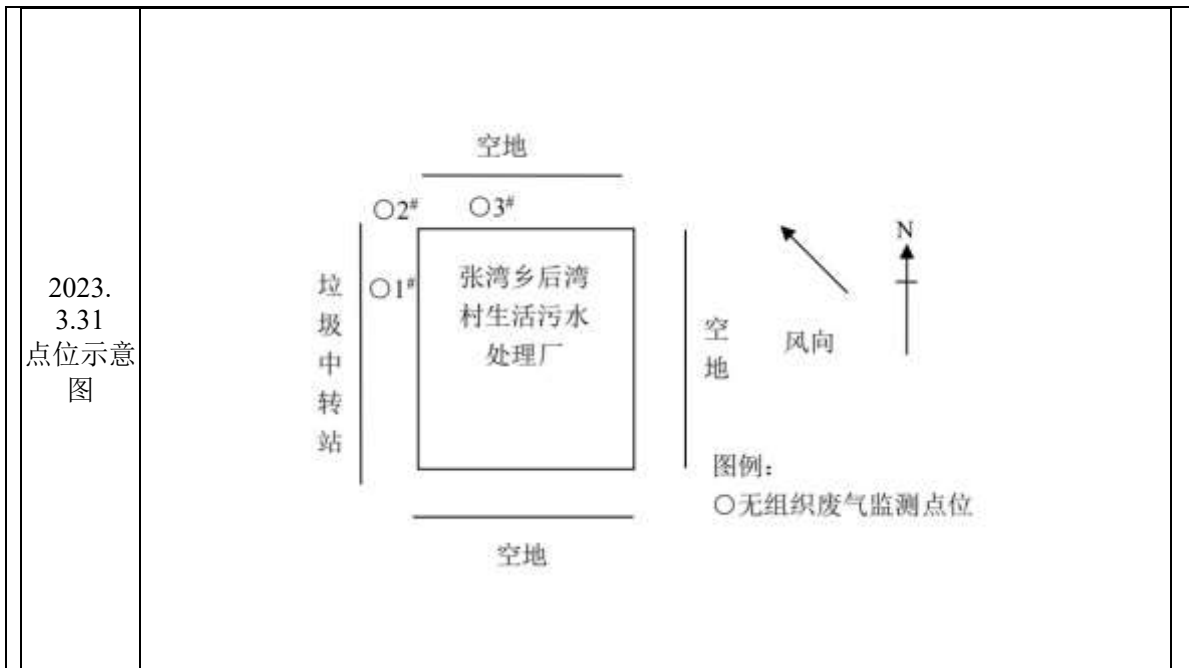 2023.
3.31
点位示意
图
空地
○2# ○3#
垃圾中转站
○1#
张湾乡后湾
村生活污水
处理厂
空地
风向
N
图例：
○无组织废气监测点位
空地